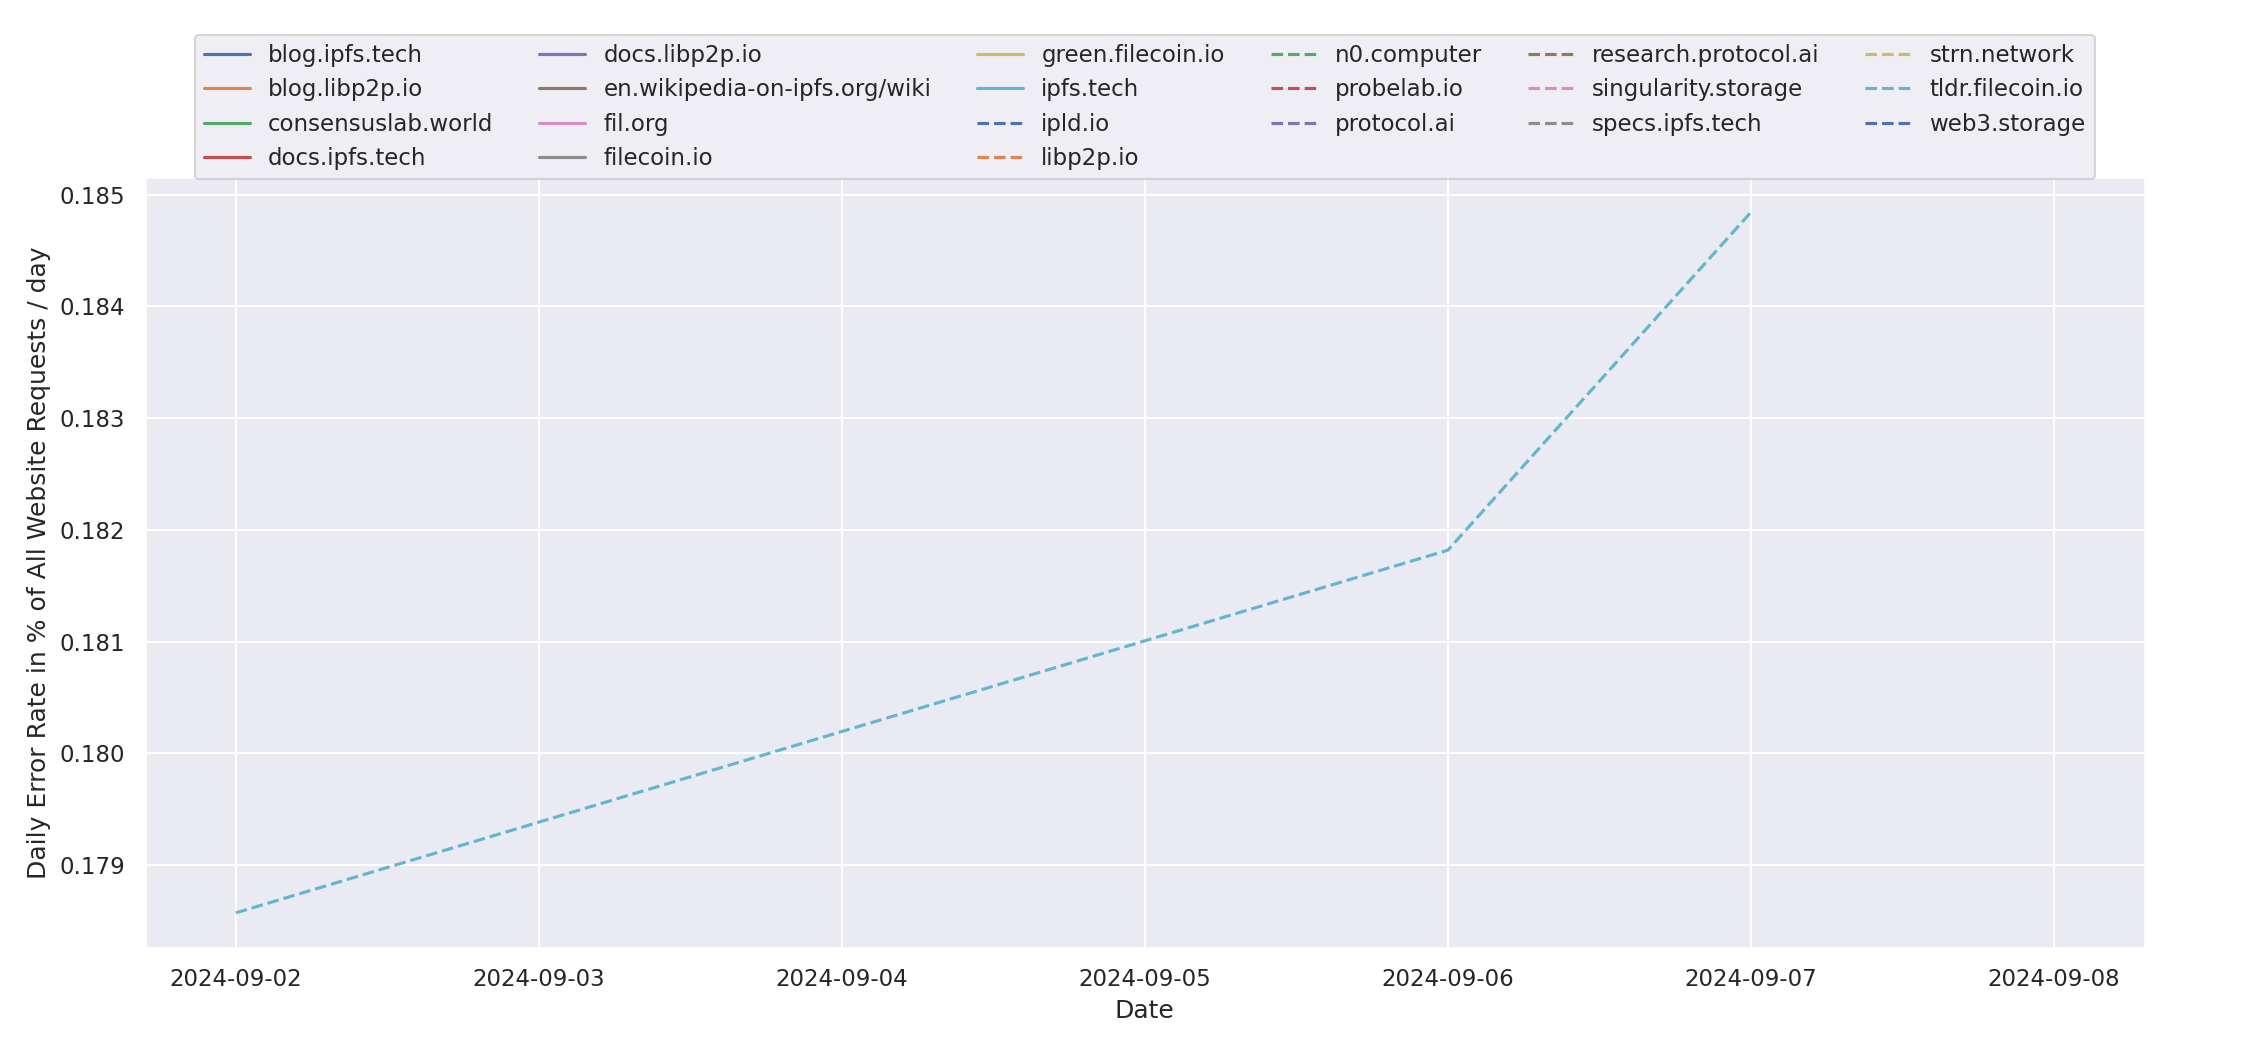 blog.ipfs.tech
blog.libp2p.io
consensuslab.world
docs.ipfs.tech
docs.libp2p.io
en.wikipedia-on-ipfs.org/wiki
fil.org
filecoin.io
green.filecoin.io
ipfs.tech
ipld.io
libp2p.io
n0.computer
probelab.io
protocol.ai
research.protocol.ai
singularity.storage
specs.ipfs.tech
strn.network
tldr.filecoin.io
web3.storage
Daily Error Rate in % of All Website Requests / day
0.185
0.184
0.183
0.182
0.181
0.180
0.179
2024-09-02
2024-09-03
2024-09-04
2024-09-05
2024-09-06
2024-09-07
2024-09-08
Date